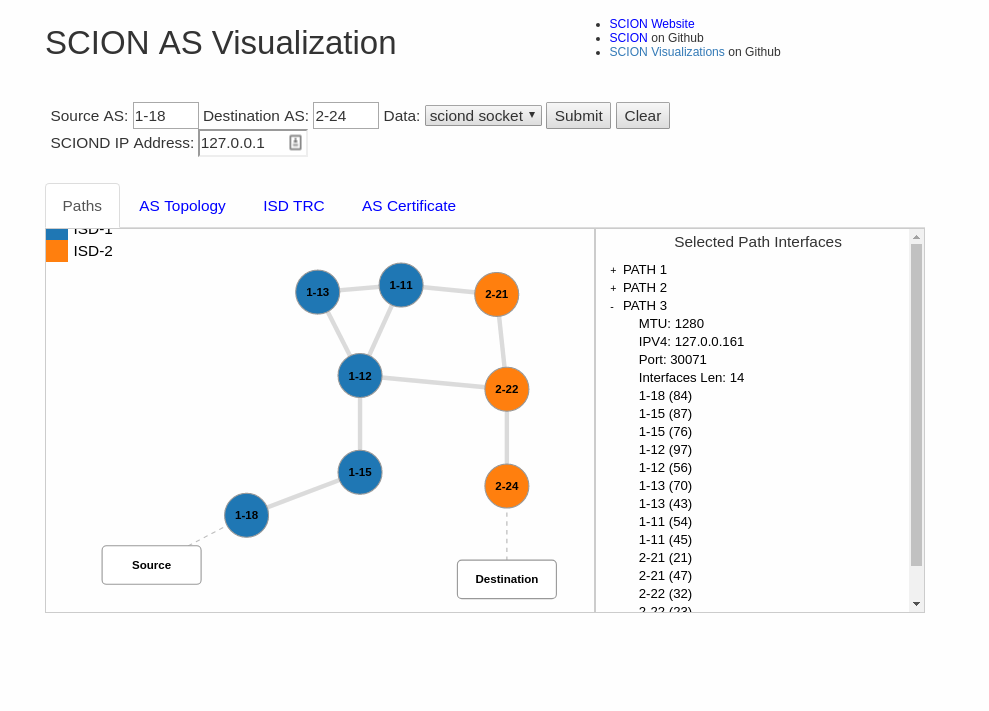 SCION AS Visualization
SCION Website
SCION on Github
SCION Visualizations on Github
Source AS: 1-18 Destination AS: 2-24 Data: sciond socket Submit Clear
SCIOND IP Address: 127.0.0.1
Paths AS Topology ISD TRC AS Certificate
ISD-1
ISD-2
1-13
1-11
2-21
1-12
2-22
1-15
2-24
1-18
Source
Destination
Selected Path Interfaces
+ PATH 1
+ PATH 2
- PATH 3
MTU: 1280
IPV4: 127.0.0.161
Port: 30071
Interfaces Len: 14
1-18 (84)
1-15 (87)
1-15 (76)
1-12 (97)
1-12 (56)
1-13 (70)
1-13 (43)
1-11 (54)
1-11 (45)
2-21 (21)
2-21 (47)
2-22 (32)
2-22 (23)